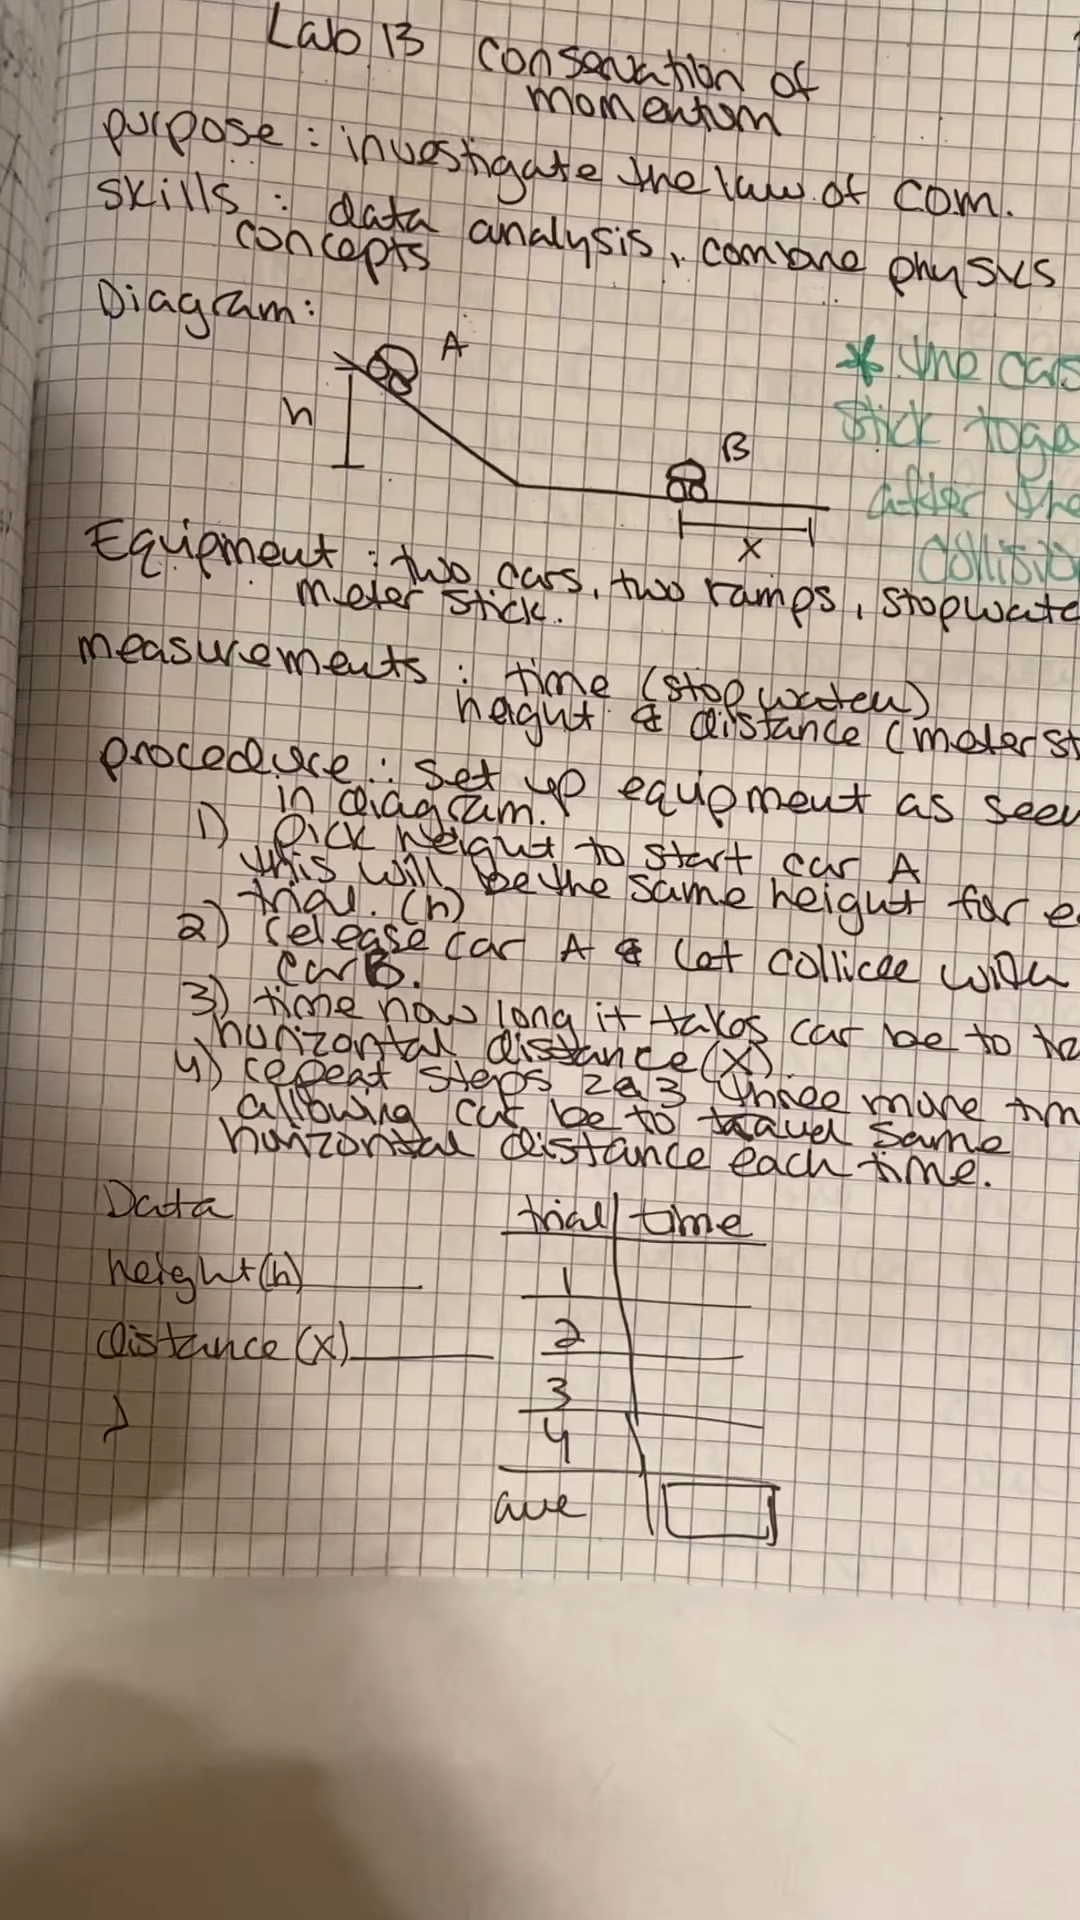 Lab 13 Conservation of
momentum
purpose: investigate the law of COM.
skills: data analysis, combine physics
concepts
Diagram:
A
* the cars
h
stick toge
B
after the
collisio
x
Equipment: two cars, two ramps, stopwatc
meter stick.
measurements: time (stopwatch)
height & distance (meterst
procedure: set up equipment as seen
in diagram.
1) pick height to start car A
this will be the same height for e
trial. (h)
2) release car A & let collide with
car B.
3) time how long it takes car be to tra
horizontal distance (x)
4) repeat steps 2&3 three more tim
allowing car be to travel same
horizontal distance each time.
Data
trial | time
height(h)
1
distance (x)
2
3
4
ave